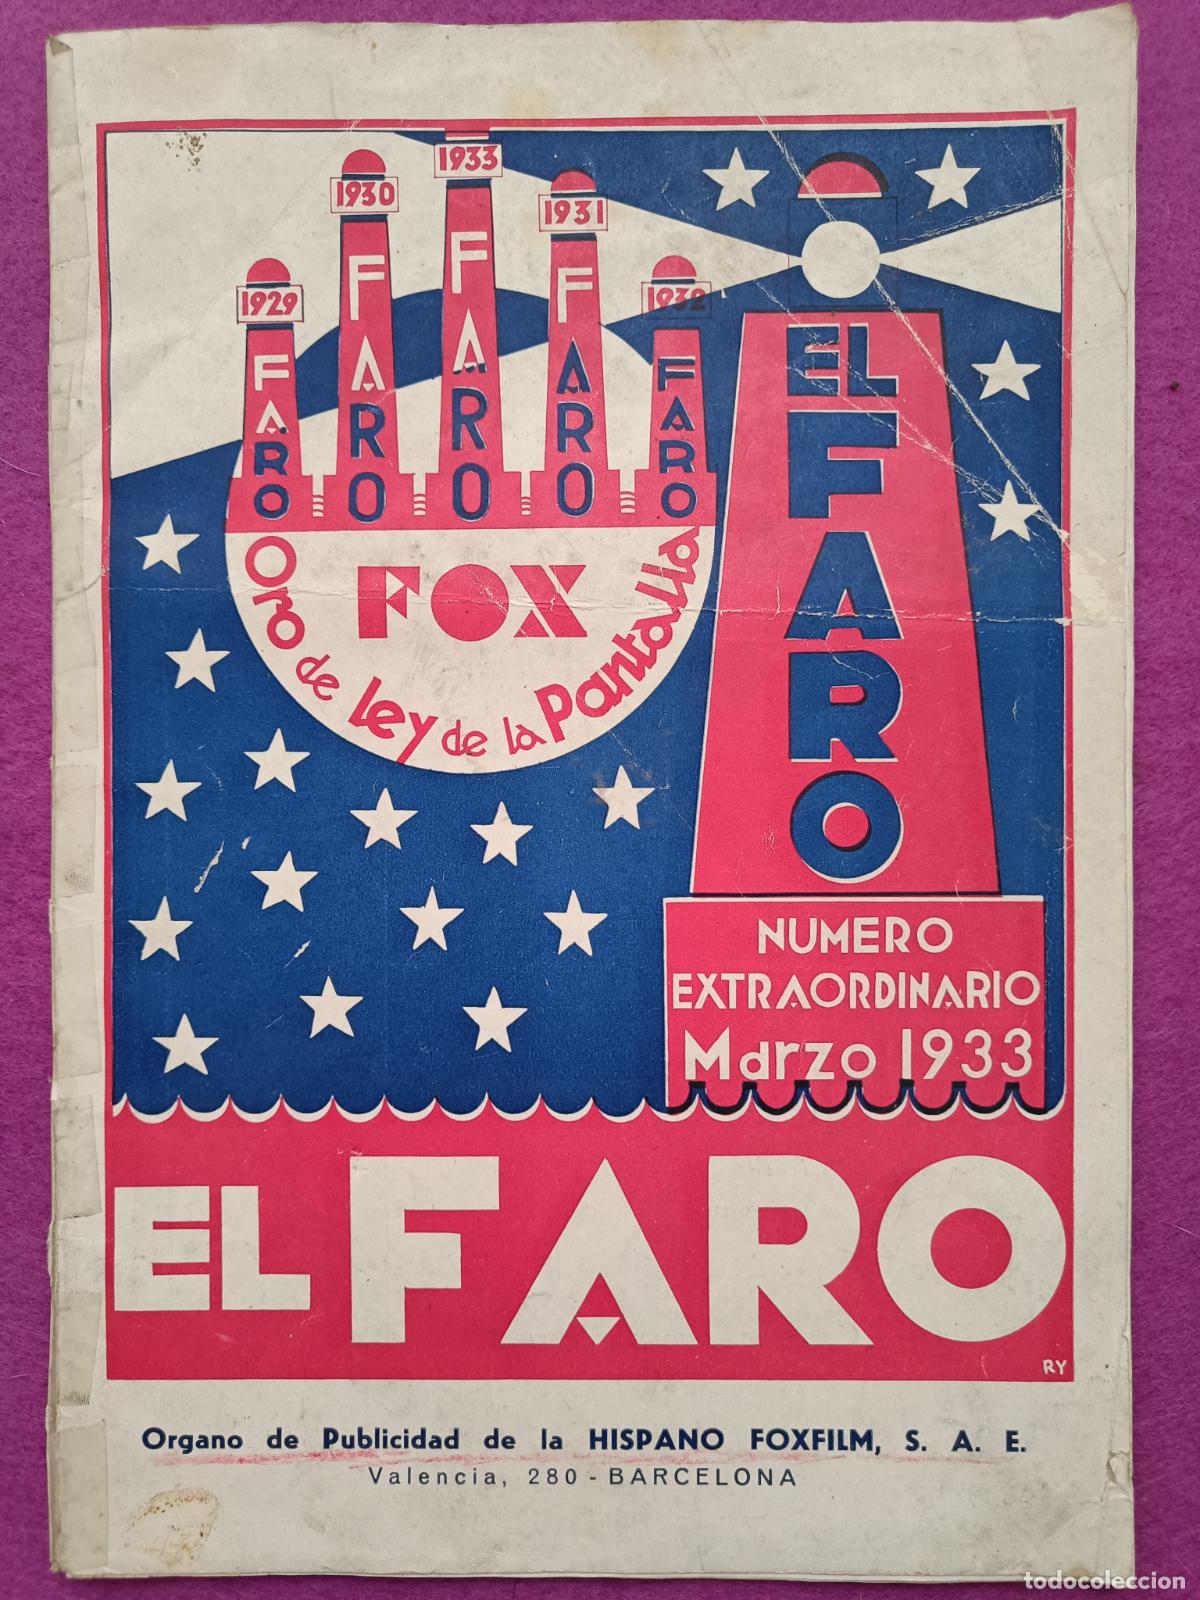 1929
FARO
1930
FARO
1933
FARO
1931
FARO
1932
FARO
FOX
Oro de Ley de la Pantalla
EL
FARO
NUMERO
EXTRAORDINARIO
Marzo 1933
EL FARO
RY
Organo de Publicidad de la HISPANO FOXFILM, S. A. E.
Valencia, 280 - BARCELONA
todocoleccion